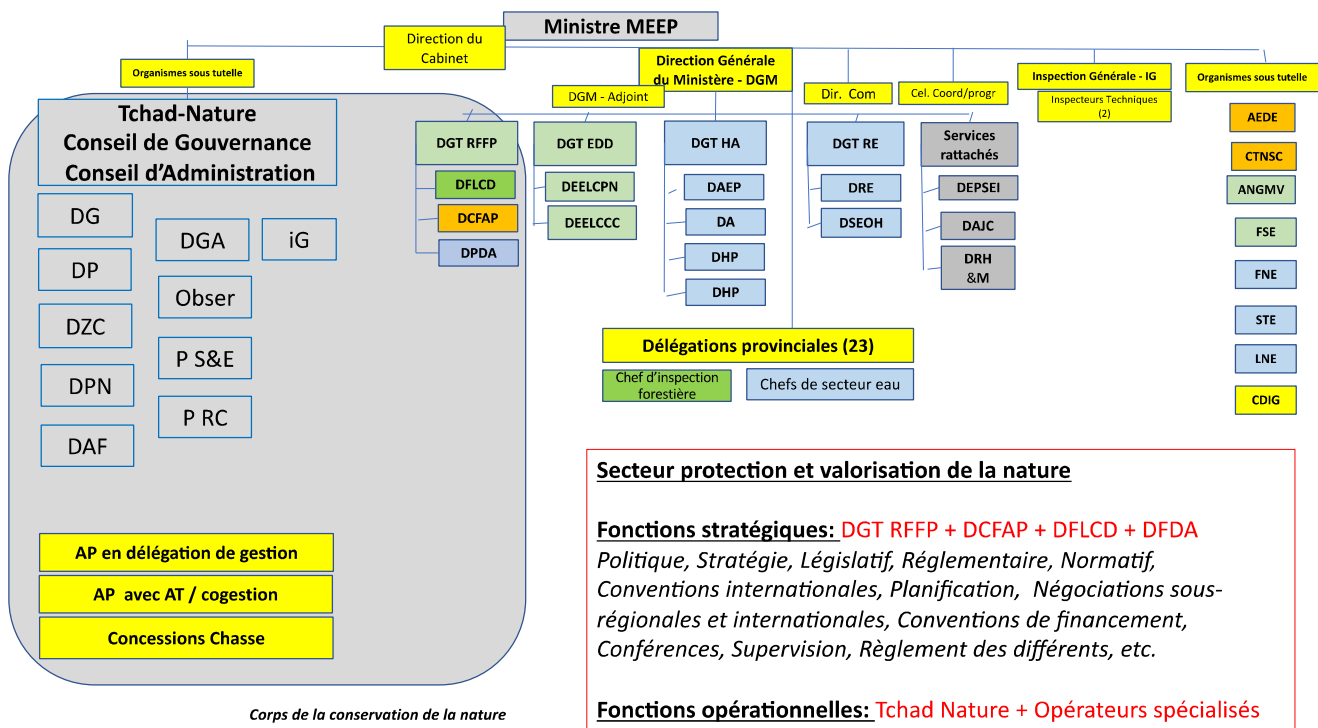 Ministre MEEP
Direction du
Cabinet
Organismes sous tutelle
Direction Générale
du Ministère - DGM
DGM - Adjoint
Dir. Com
Cel. Coord/progr
Inspection Générale - IG
Inspecteurs Techniques
(2)
Organismes sous tutelle
Tchad-Nature
Conseil de Gouvernance
Conseil d’Administration
DG
DP
DZC
DPN
DAF
DGA
iG
Obser
P S&E
P RC
AP en délégation de gestion
AP  avec AT / cogestion
Concessions Chasse
DGT RFFP
DFLCD
DCFAP
DPDA
DGT EDD
DEELCPN
DEELCCC
DGT HA
DAEP
DA
DHP
DHP
DGT RE
DRE
DSEOH
Services
rattachés
DEPSEI
DAJC
DRH
&M
AEDE
CTNSC
ANGMV
FSE
FNE
STE
LNE
CDIG
Délégations provinciales (23)
Chef d’inspection
forestière
Chefs de secteur eau
Secteur protection et valorisation de la nature
Fonctions stratégiques: DGT RFFP + DCFAP + DFLCD + DFDA
Politique, Stratégie, Législatif, Réglementaire, Normatif,
Conventions internationales, Planification,  Négociations sous-
régionales et internationales, Conventions de financement,
Conférences, Supervision, Règlement des différents, etc.
Fonctions opérationnelles: Tchad Nature + Opérateurs spécialisés
Corps de la conservation de la nature